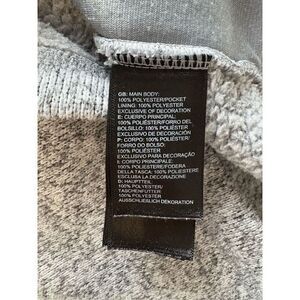 GB: MAIN BODY:
100% POLYESTER/POCKET
LINING: 100% POLYESTER
EXCLUSIVE OF DECORATION
E: CUERPO PRINCIPAL:
100% POLIÉSTER/FORRO DEL
BOLSILLO: 100% POLIÉSTER
EXCLUSIVO DE DECORACIÓN
P: CORPO: 100% POLIÉSTER/
FORRO DO BOLSO:
100% POLIÉSTER
EXCLUSIVO PARA DECORAÇÃO
I: CORPO PRINCIPALE:
100% POLIESTERE/FODERA
DELLA TASCA: 100% POLIESTERE
ESCLUSA LA DECORAZIONE
D: HAUPTTEIL:
100% POLYESTER/
TASCHENFUTTER:
100% POLYESTER
AUSSCHLIESSLICH DEKORATION